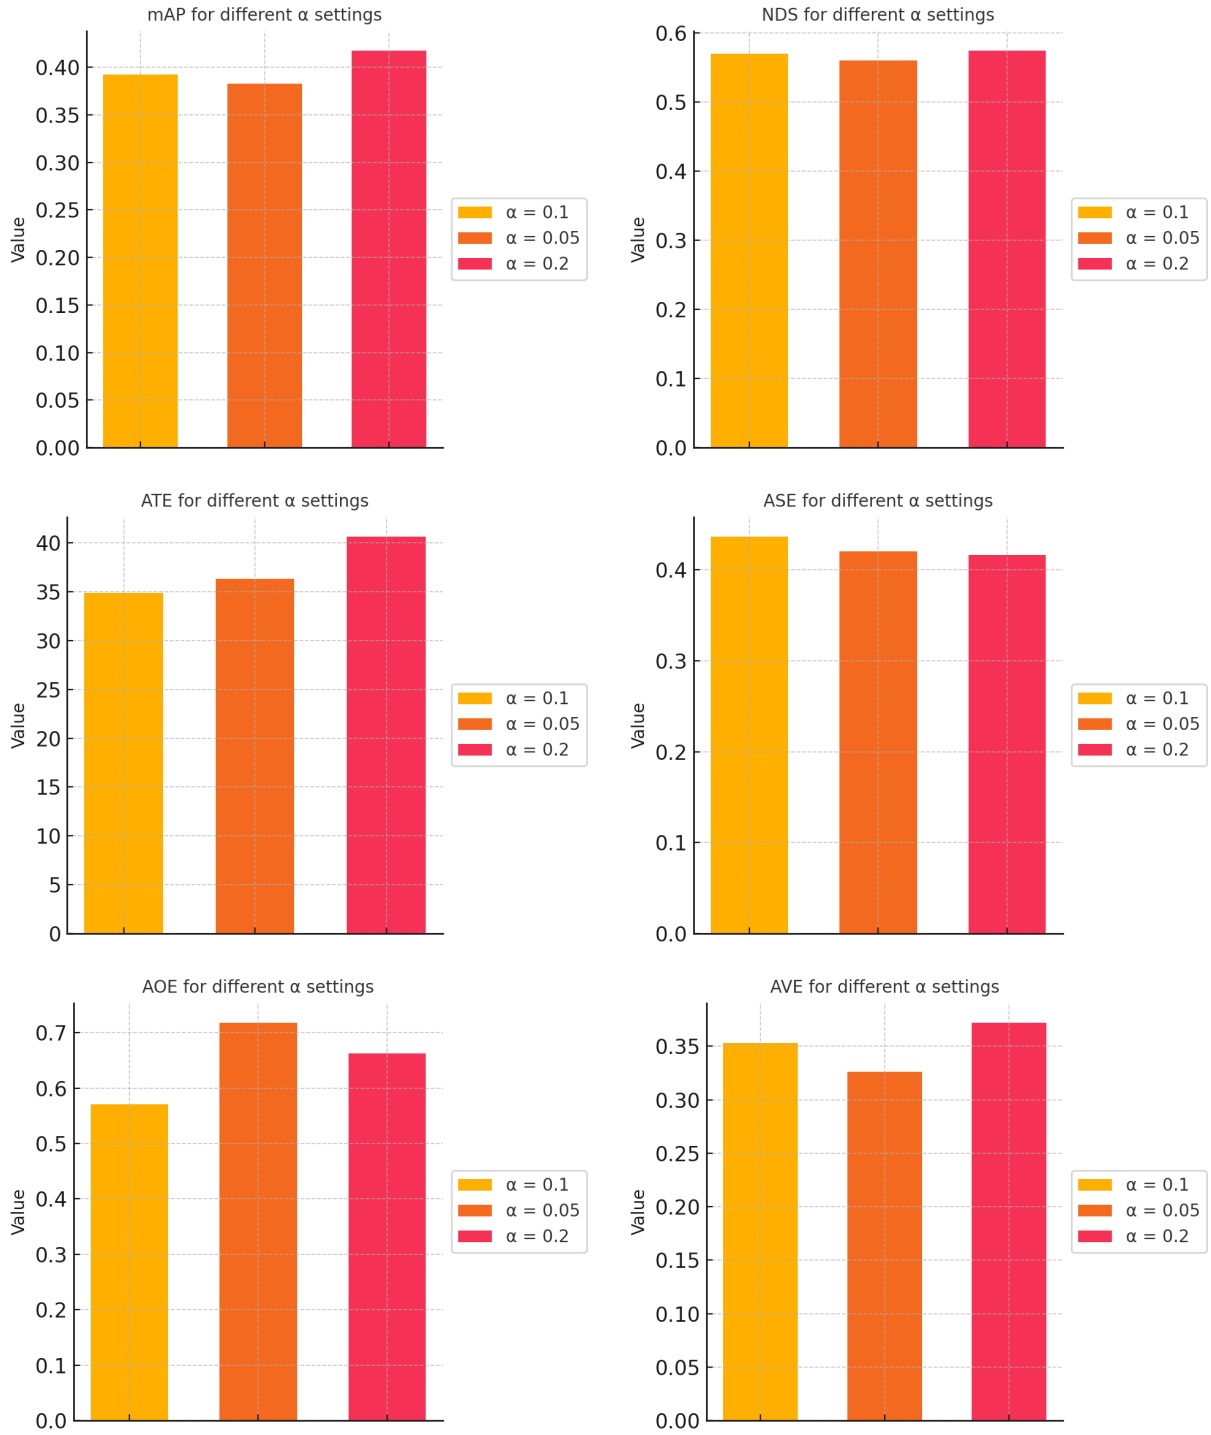 mAP for different α settings
0.40
0.35
0.30
0.25
0.20
0.15
0.10
0.05
0.00
Value
α = 0.1
α = 0.05
α = 0.2
NDS for different α settings
0.6
0.5
0.4
0.3
0.2
0.1
0.0
Value
α = 0.1
α = 0.05
α = 0.2
ATE for different α settings
40
35
30
25
20
15
10
5
0
Value
α = 0.1
α = 0.05
α = 0.2
ASE for different α settings
0.4
0.3
0.2
0.1
0.0
Value
α = 0.1
α = 0.05
α = 0.2
AOE for different α settings
0.7
0.6
0.5
0.4
0.3
0.2
0.1
0.0
Value
α = 0.1
α = 0.05
α = 0.2
AVE for different α settings
0.35
0.30
0.25
0.20
0.15
0.10
0.05
0.00
Value
α = 0.1
α = 0.05
α = 0.2